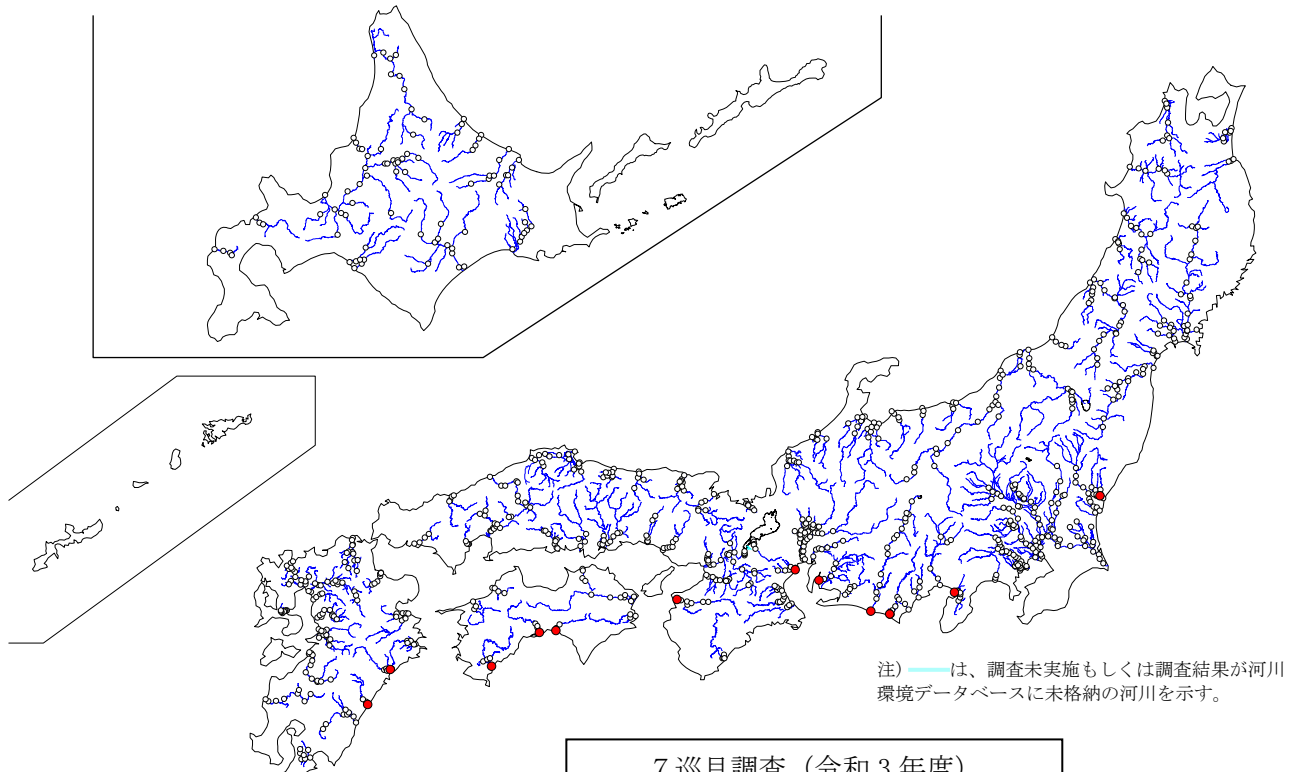 注) は、調査未実施もしくは調査結果が河川
環境データベースに未格納の河川を示す。
7 巡目調査（令和 3 年度）